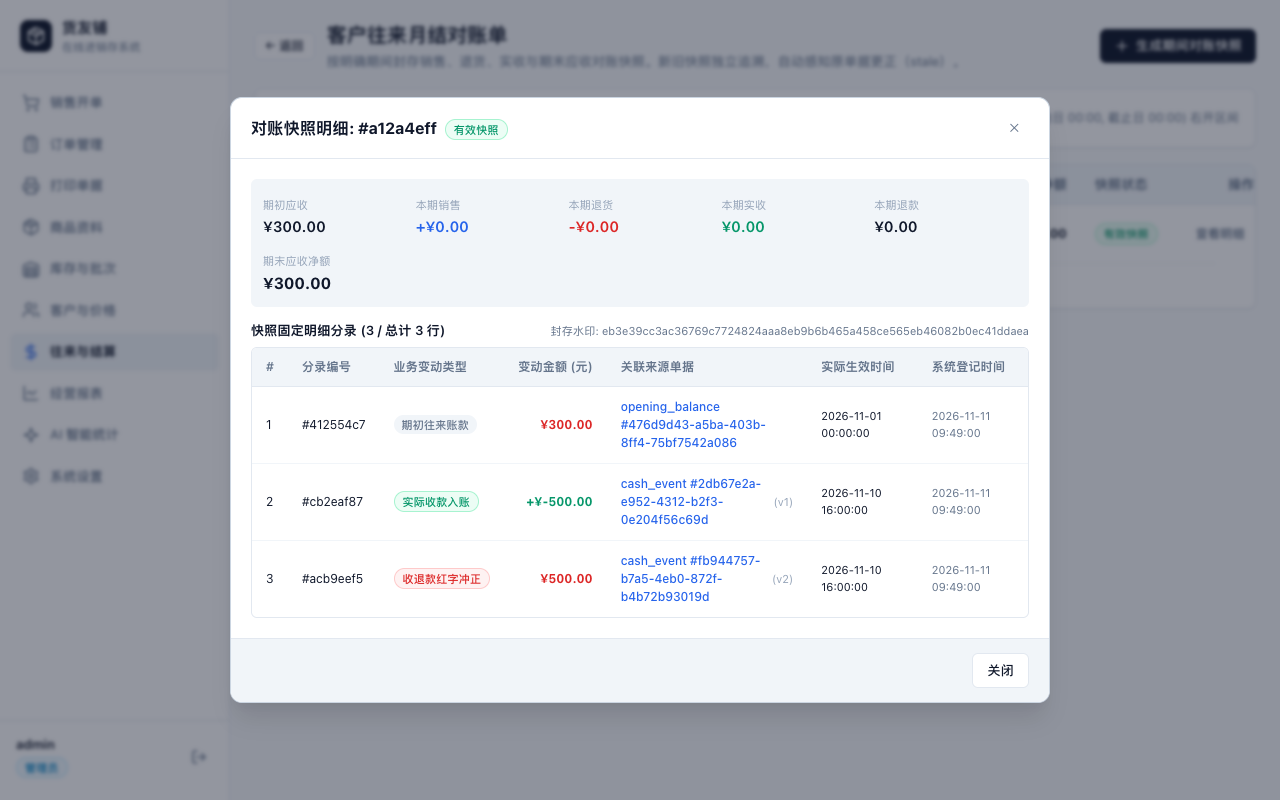 货友铺
在线进销存系统
销售开单
订单管理
打印单据
商品资料
库存与批次
客户与价格
往来与结算
经营报表
AI 智能统计
系统设置
admin
管理员
← 返回
客户往来月结对账单
+ 生成期间对账快照
快照状态
操作
有效快照
查看明细
对账快照明细: #a12a4eff
有效快照
×
期初应收
¥300.00
本期销售
+¥0.00
本期退货
-¥0.00
本期实收
¥0.00
本期退款
¥0.00
期末应收净额
¥300.00
快照固定明细分录 (3 / 总计 3 行)
封存水印: eb3e39cc3ac36769c7724824aaa8eb9b6b465a458ce565eb46082b0ec41ddaea
# 分录编号 业务变动类型 变动金额 (元) 关联来源单据 实际生效时间 系统登记时间
1 #412554c7 期初往来账款 ¥300.00
opening_balance
#476d9d43-a5ba-403b-
8ff4-75bf7542a086
2026-11-01
00:00:00
2026-11-11
09:49:00
2 #cb2eaf87 实际收款入账 +¥-500.00
cash_event #2db67e2a-
e952-4312-b2f3-
0e204f56c69d
(v1)
2026-11-10
16:00:00
2026-11-11
09:49:00
3 #acb9eef5 收退款红字冲正 ¥500.00
cash_event #fb944757-
b7a5-4eb0-872f-
b4b72b93019d
(v2)
2026-11-10
16:00:00
2026-11-11
09:49:00
关闭